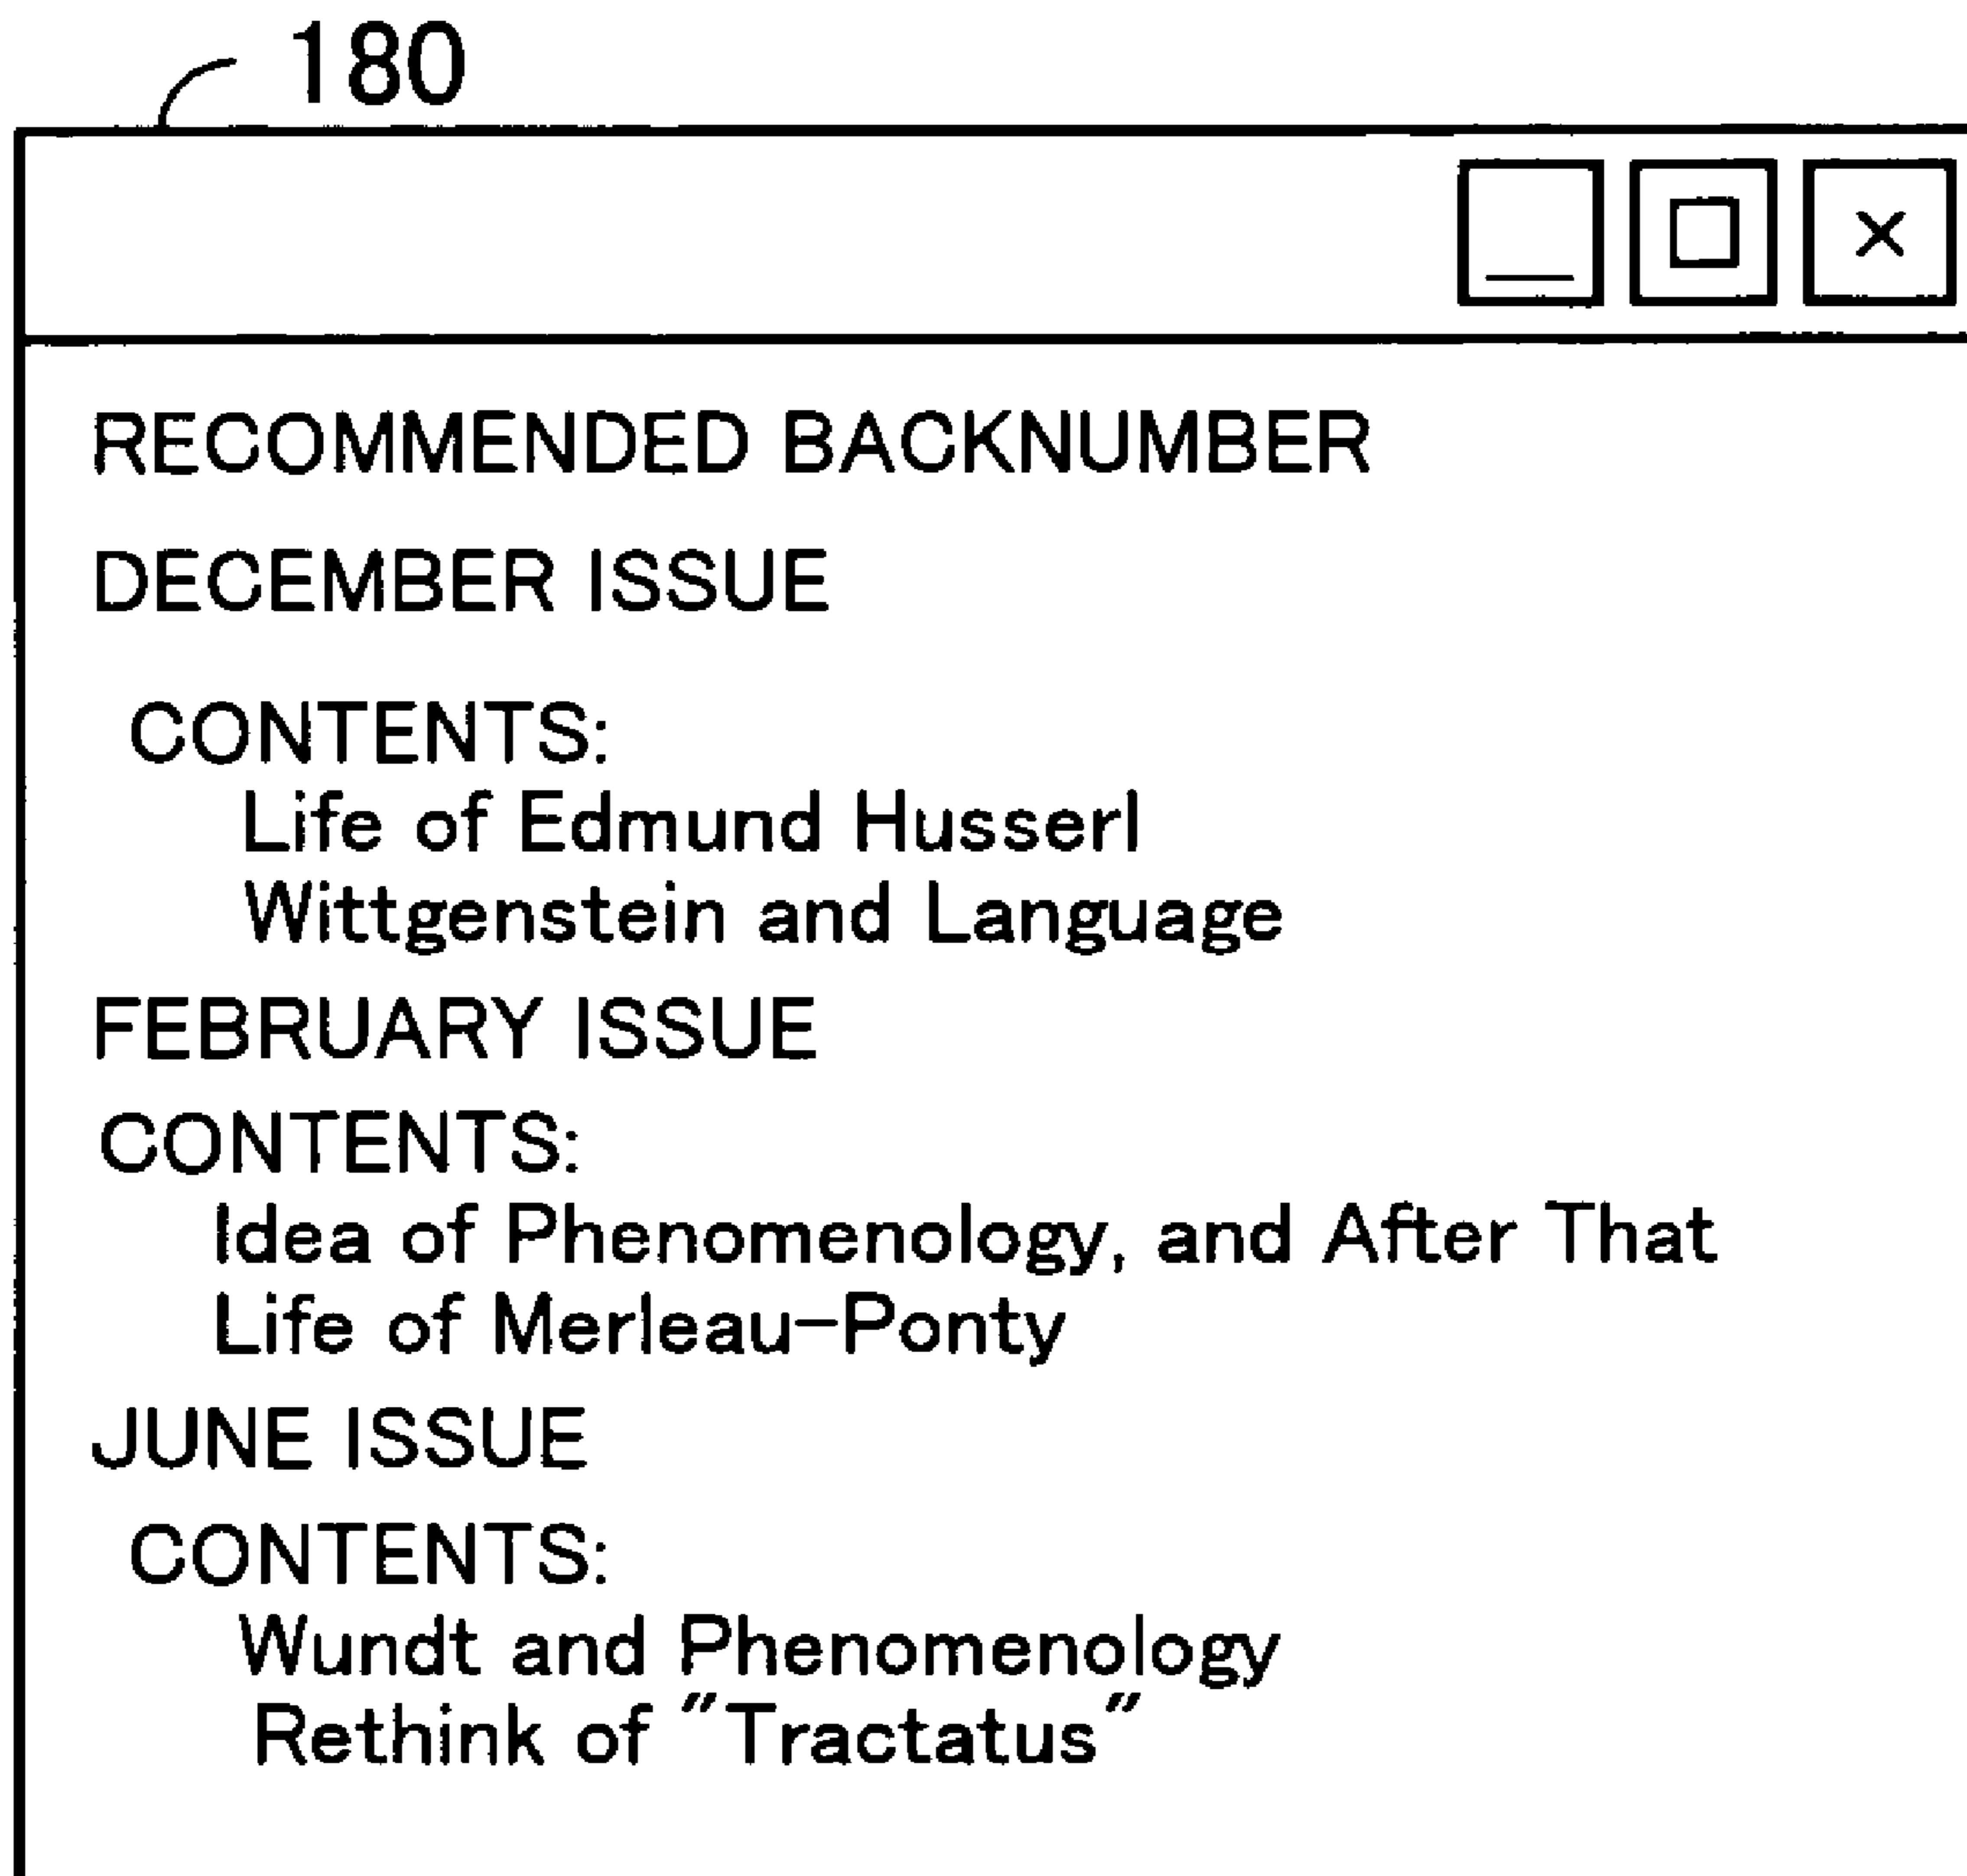 180
RECOMMENDED BACKNUMBER
DECEMBER ISSUE
CONTENTS:
Life of Edmund Husserl
Wittgenstein and Language
FEBRUARY ISSUE
CONTENTS:
Idea of Phenomenology, and After That
Life of Merleau-Ponty
JUNE ISSUE
CONTENTS:
Wundt and Phenomenology
Rethink of "Tractatus"